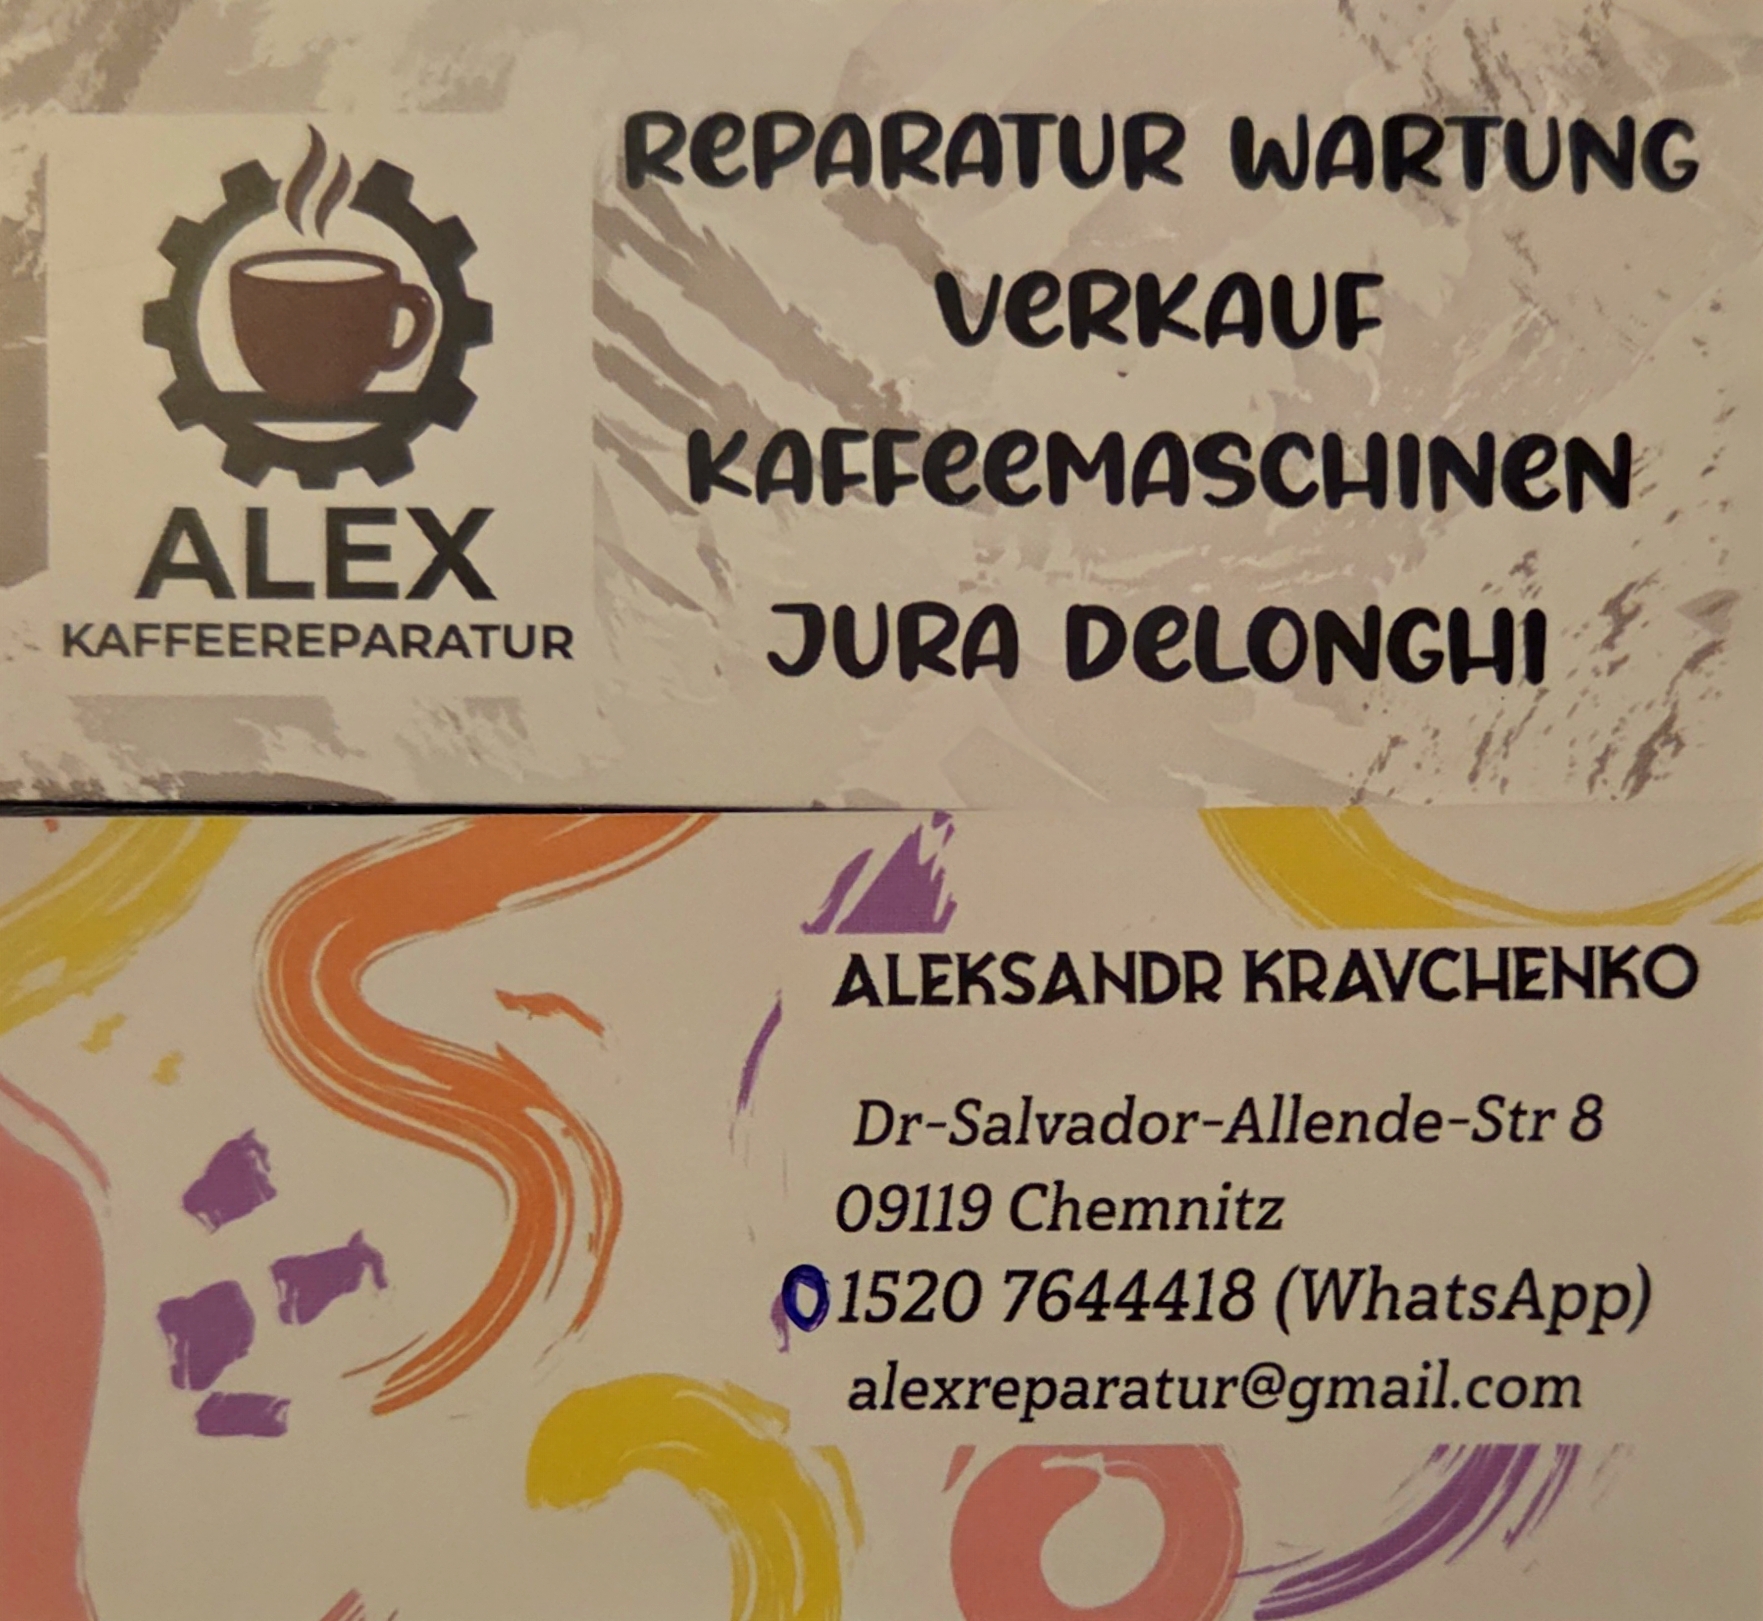 ALEX
KAFFEEREPARATUR
REPARATUR WARTUNG
VERKAUF
KAFFEEMASCHINEN
JURA DELONGHI
ALEKSANDR KRAVCHENKO
Dr-Salvador-Allende-Str 8
09119 Chemnitz
01520 7644418 (WhatsApp)
alexreparatur@gmail.com